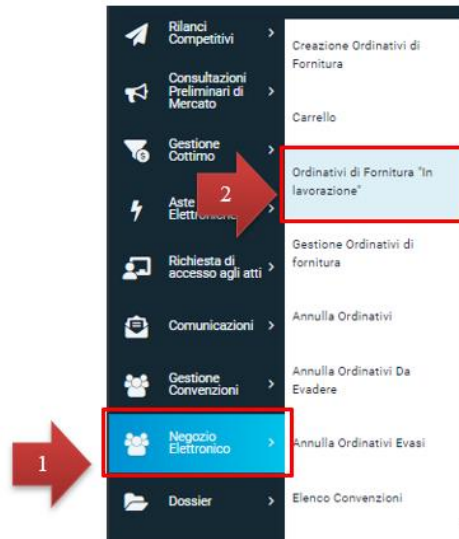 Rilanci
Competitivi
Consultazioni
Preliminari di
Mercato
Gestione
Cottimo
Aste
Richiesta di
accesso agli atti
Comunicazioni
Gestione
Convenzioni
Negozio
Elettronico
Dossier
Creazione Ordinativi di
Fornitura
Carrello
Ordinativi di Fornitura "In
lavorazione"
Gestione Ordinativi di
fornitura
Annulla Ordinativi
Annulla Ordinativi Da
Evadere
Annulla Ordinativi Evasi
Elenco Convenzioni
1
2